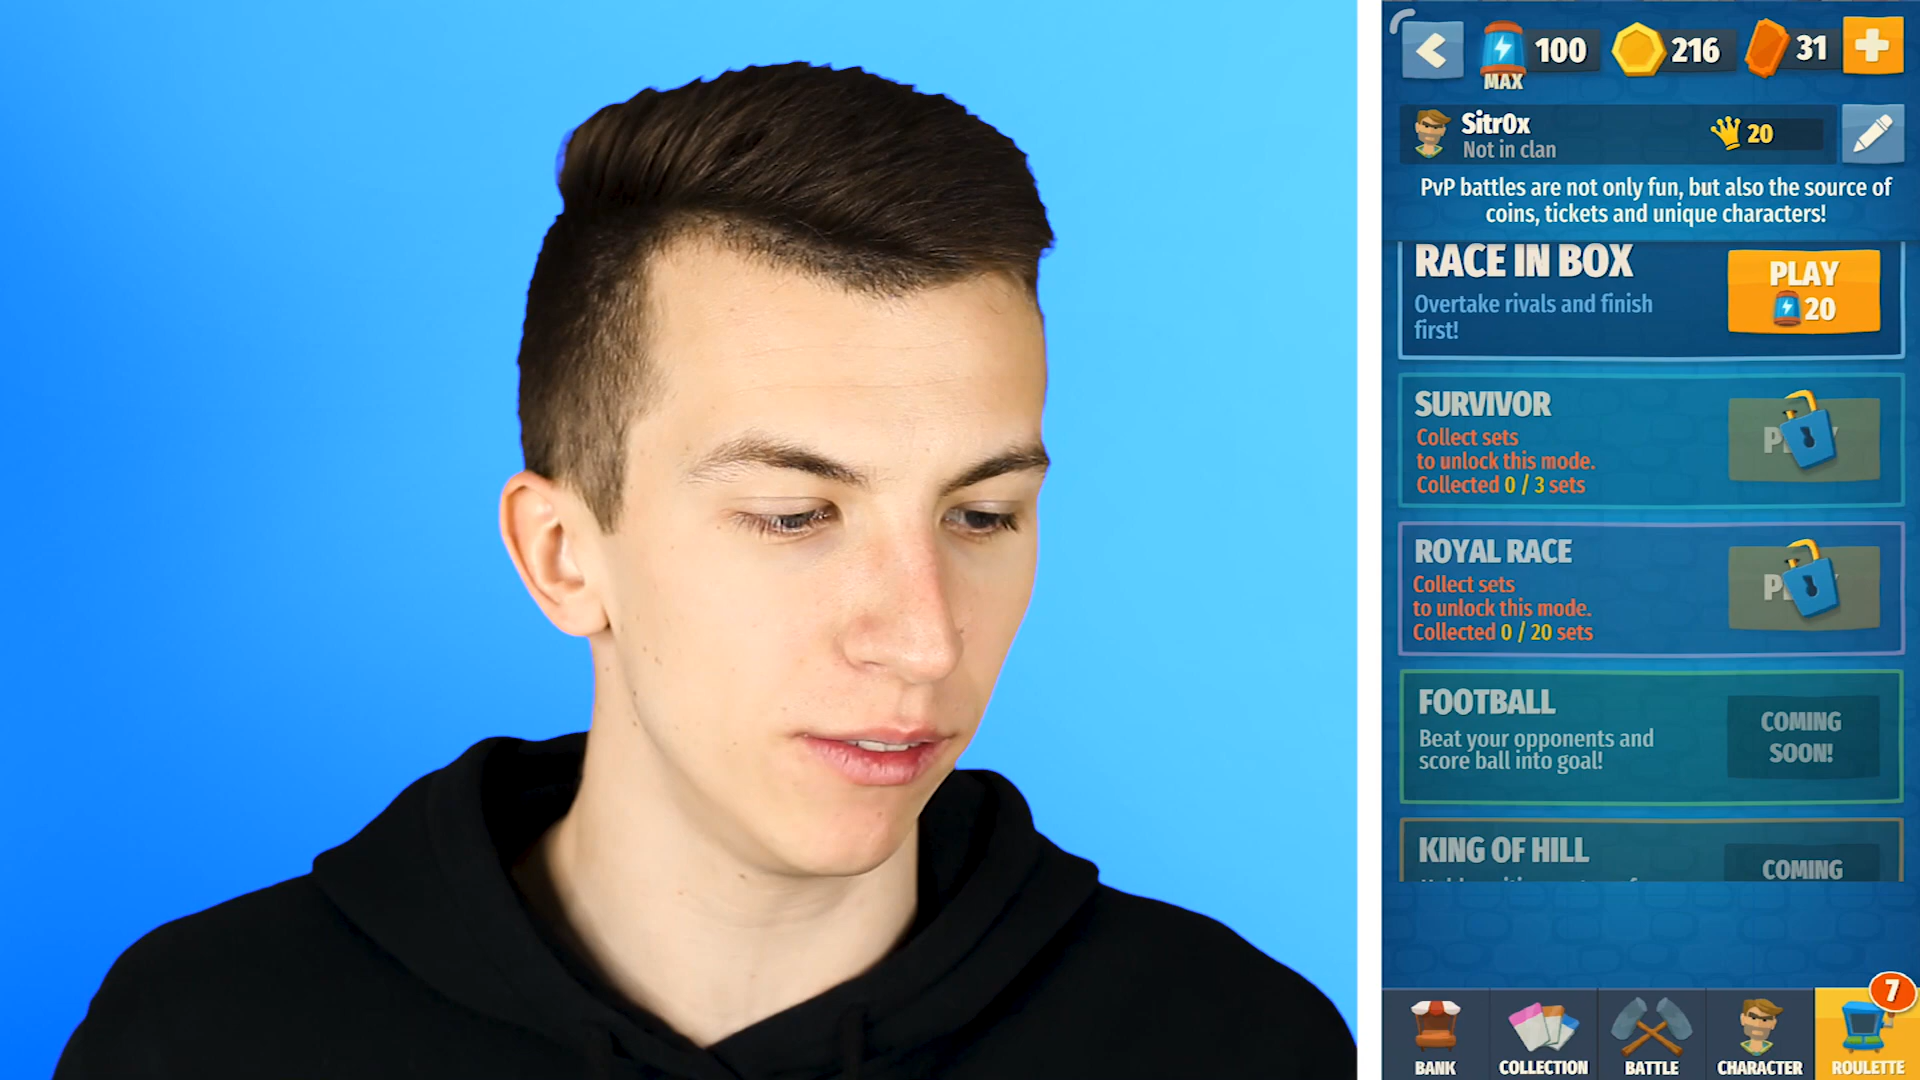 100 216 31
MAX
Sitr0x 20
Not in clan
PvP battles are not only fun, but also the source of
coins, tickets and unique characters!
RACE IN BOX
Overtake rivals and finish
first!
PLAY
20
SURVIVOR
Collect sets
to unlock this mode.
Collected 0 / 3 sets
ROYAL RACE
Collect sets
to unlock this mode.
Collected 0 / 20 sets
FOOTBALL
Beat your opponents and
score ball into goal!
COMING
SOON!
KING OF HILL
COMING
7
BANK COLLECTION BATTLE CHARACTER ROULETTE